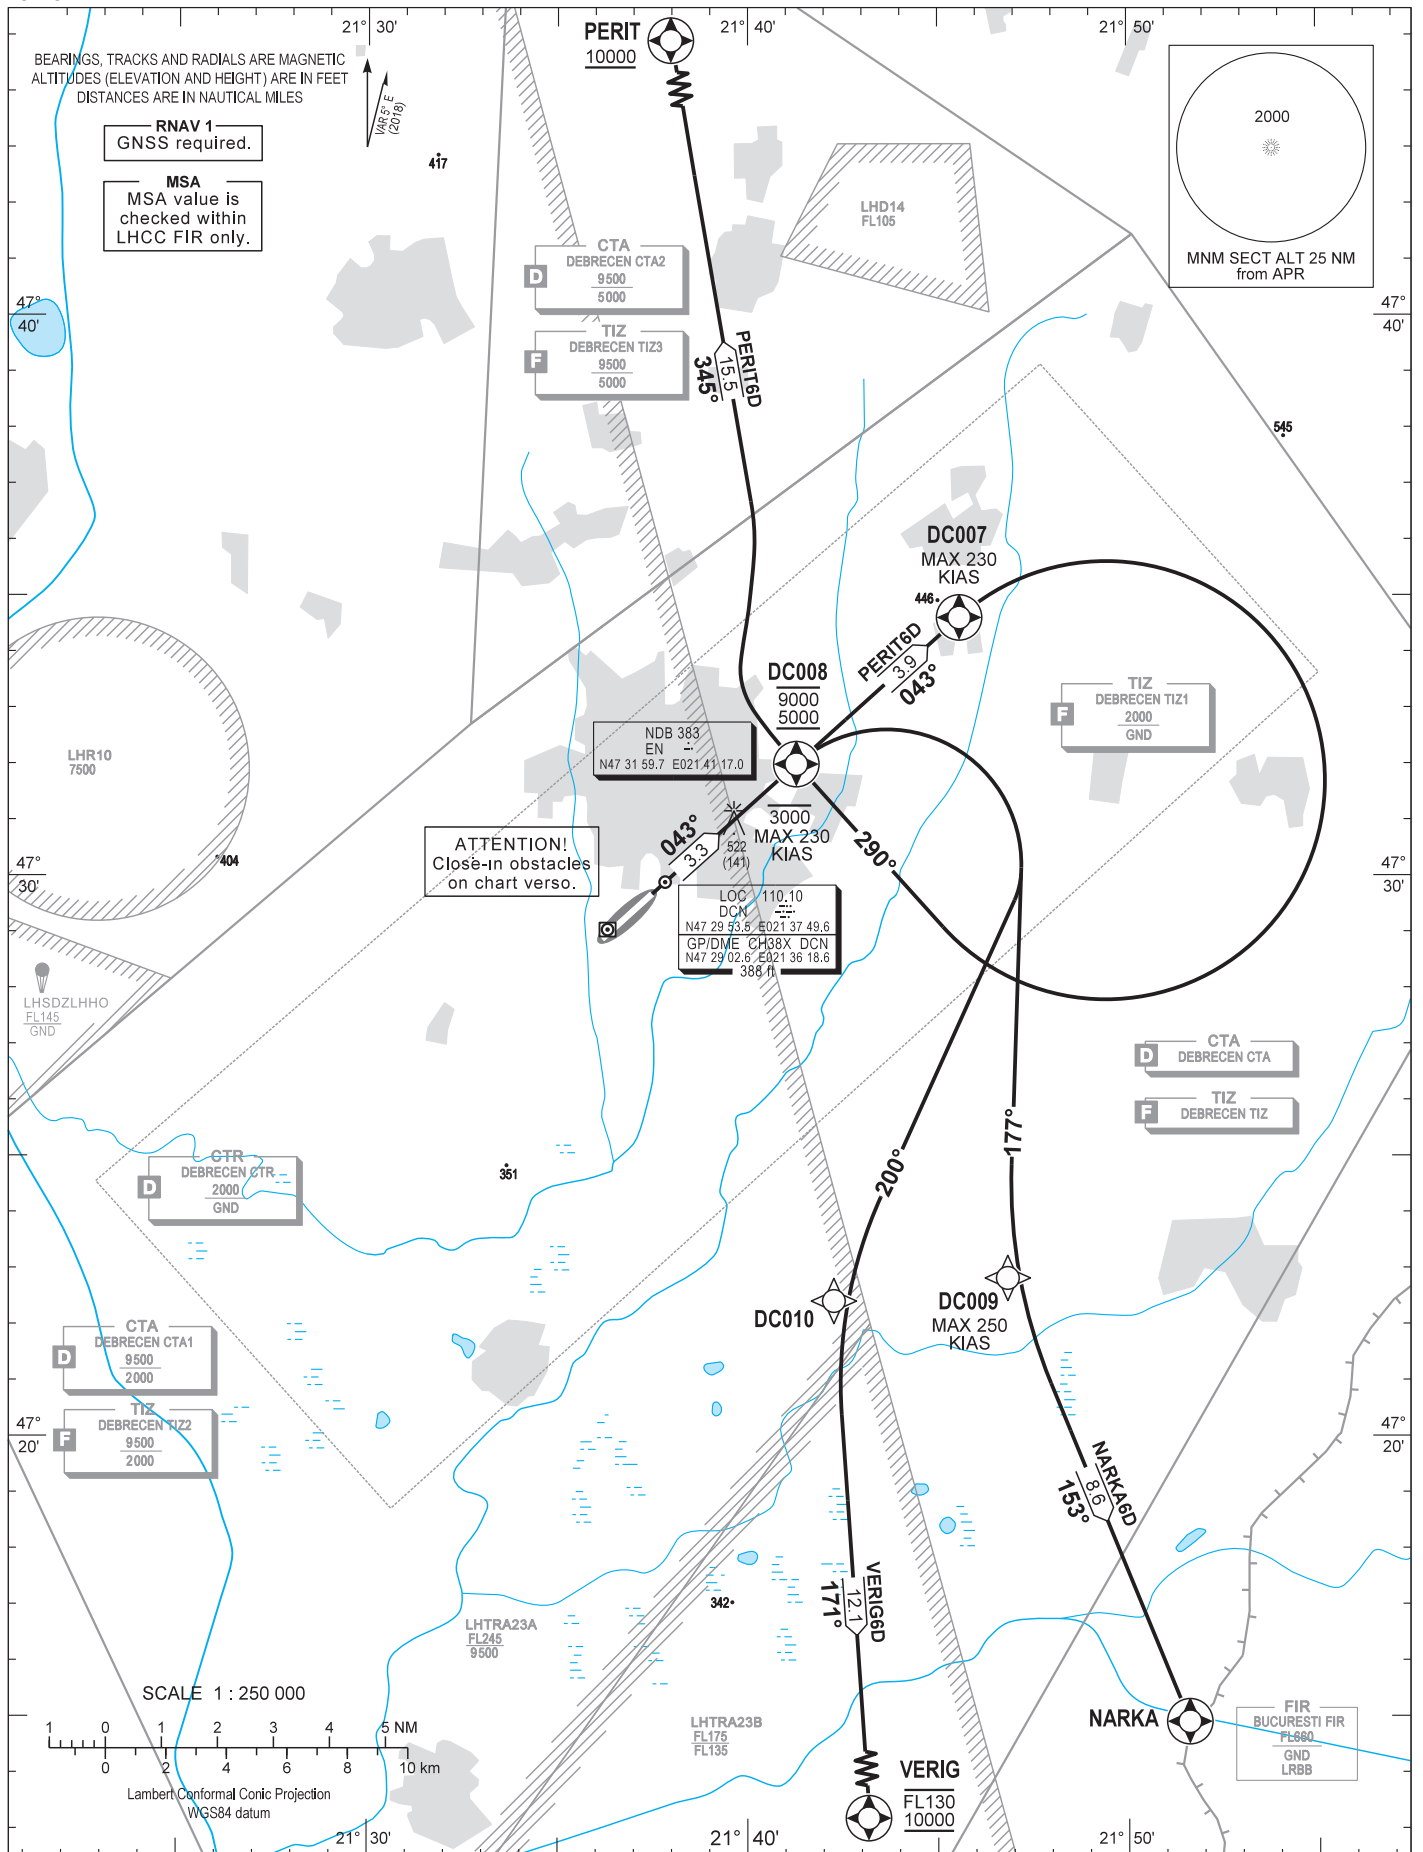 21° 30'
21° 40'
21° 50'
BEARINGS, TRACKS AND RADIALS ARE MAGNETIC
ALTITUDES (ELEVATION AND HEIGHT) ARE IN FEET
DISTANCES ARE IN NAUTICAL MILES
VAR 5° E
(2018)
RNAV 1
GNSS required.
MSA
MSA value is
checked within
LHCC FIR only.
417
PERIT
10000
LHD14
FL105
2000
MNM SECT ALT 25 NM
from APR
CTA
D
DEBRECEN CTA2
9500
5000
TIZ
F
DEBRECEN TIZ3
9500
5000
47°
40'
47°
40'
PERIT6D
15.5
345°
545
DC007
MAX 230
KIAS
446
PERIT6D
3.9
043°
DC008
9000
5000
3000
MAX 230
KIAS
TIZ
F
DEBRECEN TIZ1
2000
GND
NDB 383
EN
N47 31 59.7 E021 41 17.0
LHR10
7500
404
ATTENTION!
Close-in obstacles
on chart verso.
043°
3.3
522
(141)
290°
47°
30'
47°
30'
LOC 110.10
DCN
N47 29 53.5 E021 37 49.6
GP/DME CH38X DCN
N47 29 02.6 E021 36 18.6
388 ft
LHSDZLHHO
FL145
GND
CTA
D
DEBRECEN CTA
TIZ
F
DEBRECEN TIZ
177°
200°
CTR
D
DEBRECEN CTR
2000
GND
351
DC010
DC009
MAX 250
KIAS
CTA
D
DEBRECEN CTA1
9500
2000
TIZ
F
DEBRECEN TIZ2
9500
2000
47°
20'
47°
20'
NARKA6D
8.6
153°
VERIG6D
12.1
171°
342
LHTRA23A
FL245
9500
LHTRA23B
FL175
FL135
NARKA
FIR
BUCURESTI FIR
FL660
GND
LRBB
VERIG
FL130
10000
SCALE 1 : 250 000
1 0 1 2 3 4 5 NM
0 2 4 6 8 10 km
Lambert Conformal Conic Projection
WGS84 datum
21° 30'
21° 40'
21° 50'